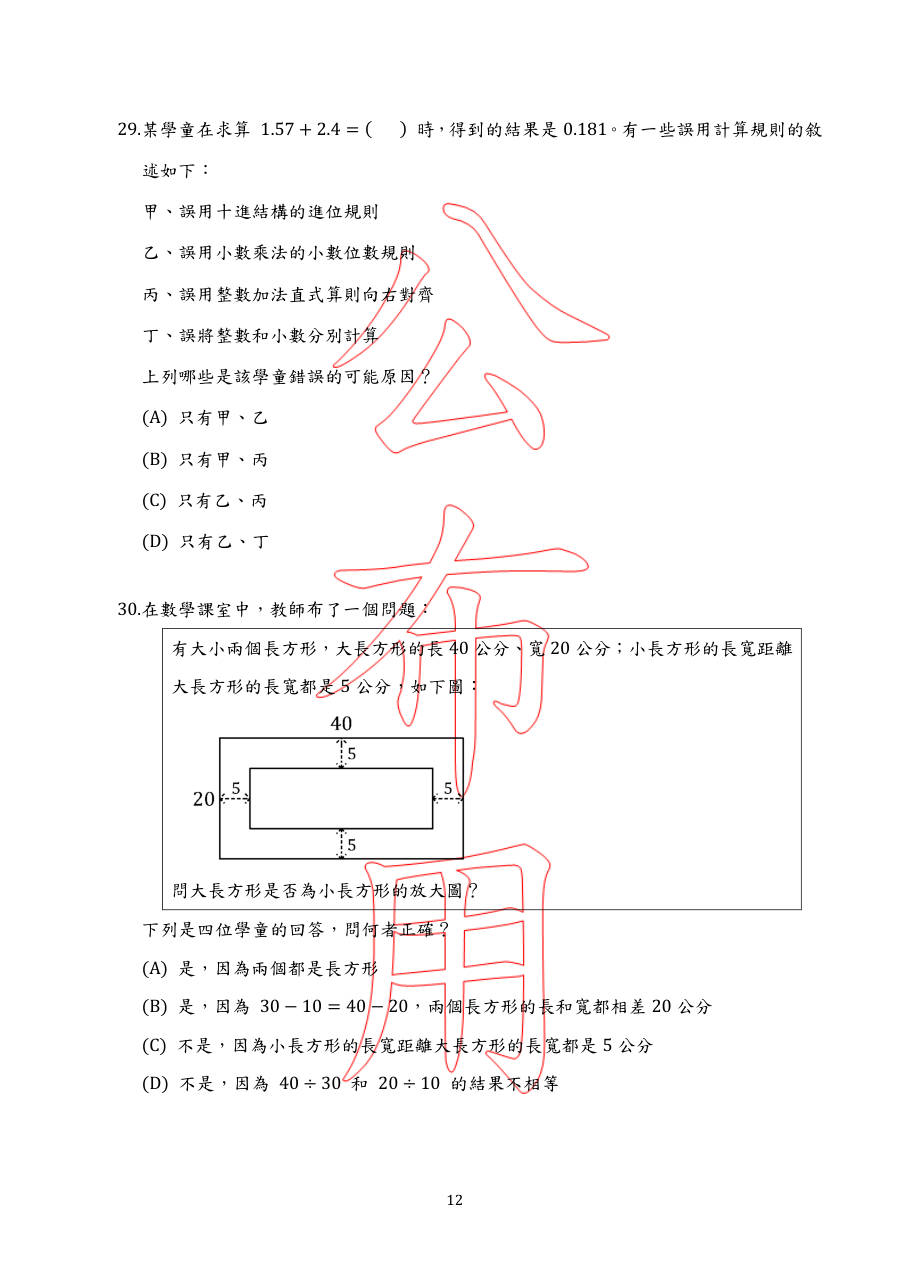 29.某學童在求算 1.57 + 2.4 = (   ) 時，得到的結果是 0.181。有一些誤用計算規則的敘
述如下：
甲、誤用十進結構的進位規則
乙、誤用小數乘法的小數位數規則
丙、誤用整數加法直式算則向右對齊
丁、誤將整數和小數分別計算
上列哪些是該學童錯誤的可能原因？
(A) 只有甲、乙
(B) 只有甲、丙
(C) 只有乙、丙
(D) 只有乙、丁
30.在數學課室中，教師布了一個問題：
有大小兩個長方形，大長方形的長 40 公分、寬 20 公分；小長方形的長寬距離
大長方形的長寬都是 5 公分，如下圖：
40
5
20 5 5
5
問大長方形是否為小長方形的放大圖？
下列是四位學童的回答，問何者正確？
(A) 是，因為兩個都是長方形
(B) 是，因為 30 − 10 = 40 − 20，兩個長方形的長和寬都相差 20 公分
(C) 不是，因為小長方形的長寬距離大長方形的長寬都是 5 公分
(D) 不是，因為 40 ÷ 30 和 20 ÷ 10 的結果不相等
公布用
12